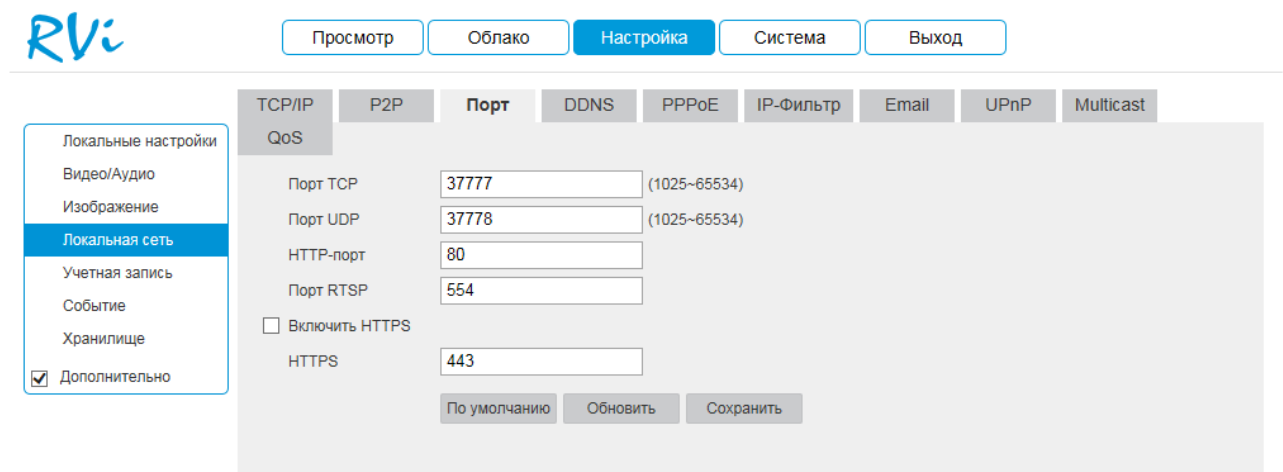 RVi
Просмотр Облако Настройка Система Выход
TCP/IP P2P Порт DDNS PPPoE IP-Фильтр Email UPnP Multicast
QoS
Локальные настройки
Видео/Аудио
Изображение
Локальная сеть
Учетная запись
Событие
Хранилище
Дополнительно
Порт TCP 37777 (1025~65534)
Порт UDP 37778 (1025~65534)
HTTP-порт 80
Порт RTSP 554
Включить HTTPS
HTTPS 443
По умолчанию Обновить Сохранить